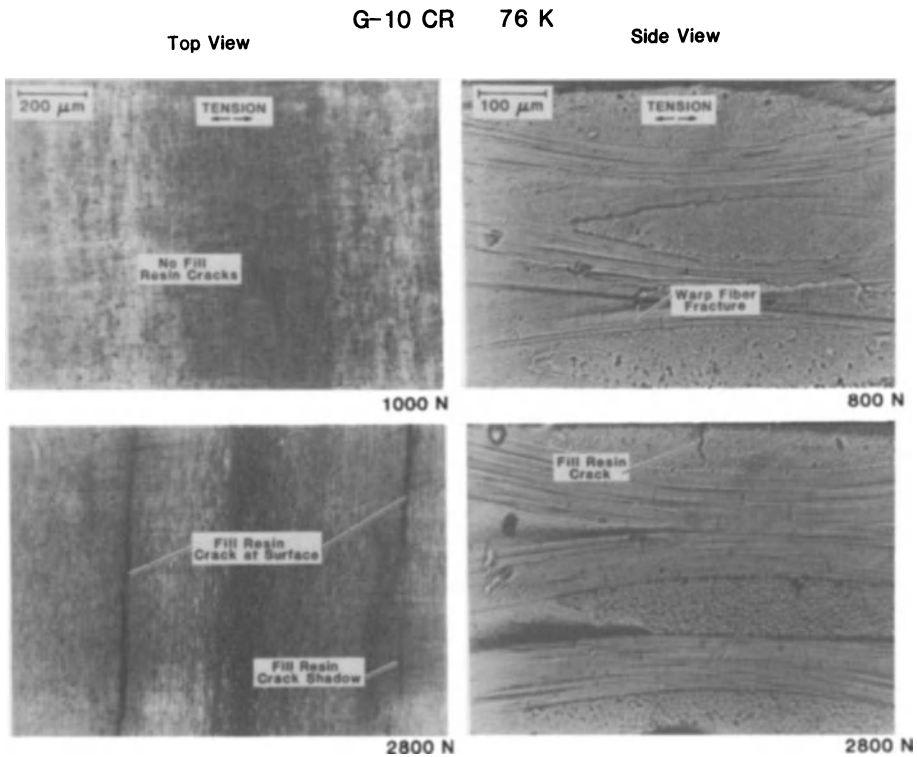 G-10 CR 76 K
Top View
Side View
200 μm
TENSION
No Fill
Resin Cracks
1000 N
100 μm
TENSION
Warp Fiber
Fracture
800 N
Fill Resin
Crack at Surface
Fill Resin
Crack Shadow
2800 N
Fill Resin
Crack
2800 N